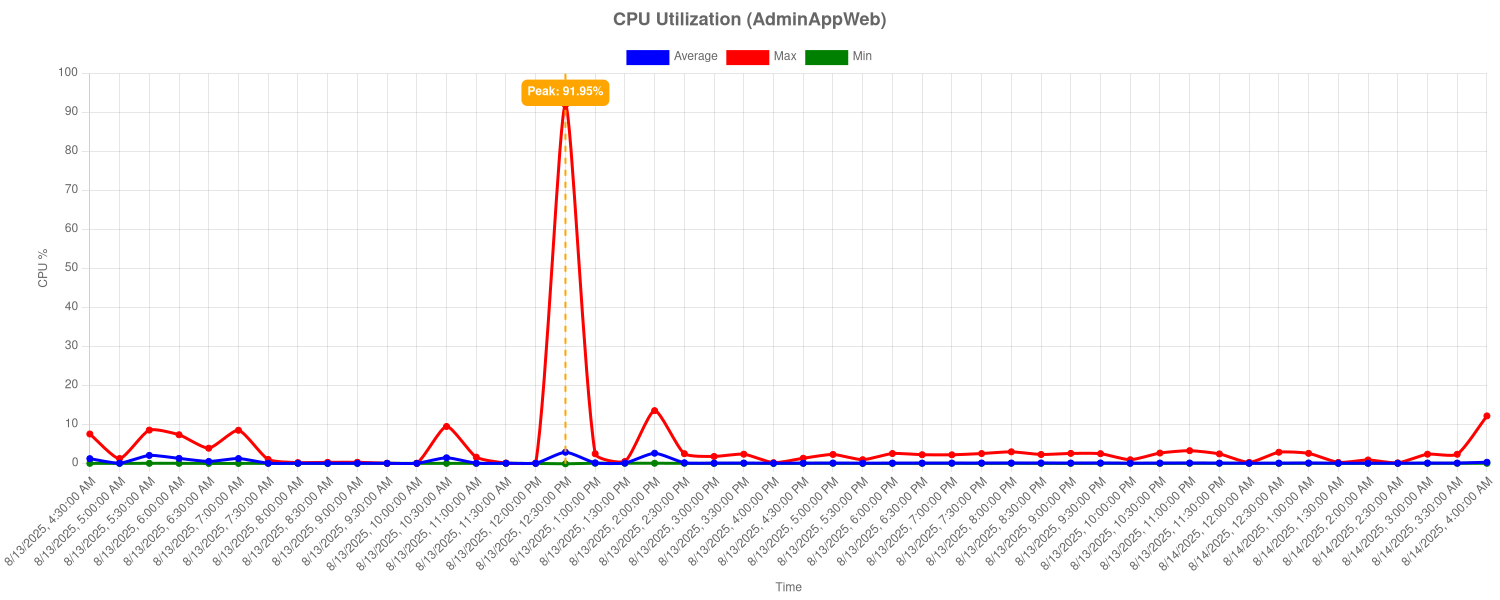 CPU Utilization (AdminAppWeb)
Average Max Min
Peak: 91.95%
CPU %
100
90
80
70
60
50
40
30
20
10
0
8/13/2025, 4:30:00 AM
8/13/2025, 5:00:00 AM
8/13/2025, 5:30:00 AM
8/13/2025, 6:00:00 AM
8/13/2025, 6:30:00 AM
8/13/2025, 7:00:00 AM
8/13/2025, 7:30:00 AM
8/13/2025, 8:00:00 AM
8/13/2025, 8:30:00 AM
8/13/2025, 9:00:00 AM
8/13/2025, 9:30:00 AM
8/13/2025, 10:00:00 AM
8/13/2025, 10:30:00 AM
8/13/2025, 11:00:00 AM
8/13/2025, 11:30:00 AM
8/13/2025, 12:00:00 PM
8/13/2025, 12:30:00 PM
8/13/2025, 1:00:00 PM
8/13/2025, 1:30:00 PM
8/13/2025, 2:00:00 PM
8/13/2025, 2:30:00 PM
8/13/2025, 3:00:00 PM
8/13/2025, 3:30:00 PM
8/13/2025, 4:00:00 PM
8/13/2025, 4:30:00 PM
8/13/2025, 5:00:00 PM
8/13/2025, 5:30:00 PM
8/13/2025, 6:00:00 PM
8/13/2025, 6:30:00 PM
8/13/2025, 7:00:00 PM
8/13/2025, 7:30:00 PM
8/13/2025, 8:00:00 PM
8/13/2025, 8:30:00 PM
8/13/2025, 9:00:00 PM
8/13/2025, 9:30:00 PM
8/13/2025, 10:00:00 PM
8/13/2025, 10:30:00 PM
8/13/2025, 11:00:00 PM
8/13/2025, 11:30:00 PM
8/14/2025, 12:00:00 AM
8/14/2025, 12:30:00 AM
8/14/2025, 1:00:00 AM
8/14/2025, 1:30:00 AM
8/14/2025, 2:00:00 AM
8/14/2025, 2:30:00 AM
8/14/2025, 3:00:00 AM
8/14/2025, 3:30:00 AM
8/14/2025, 4:00:00 AM
Time